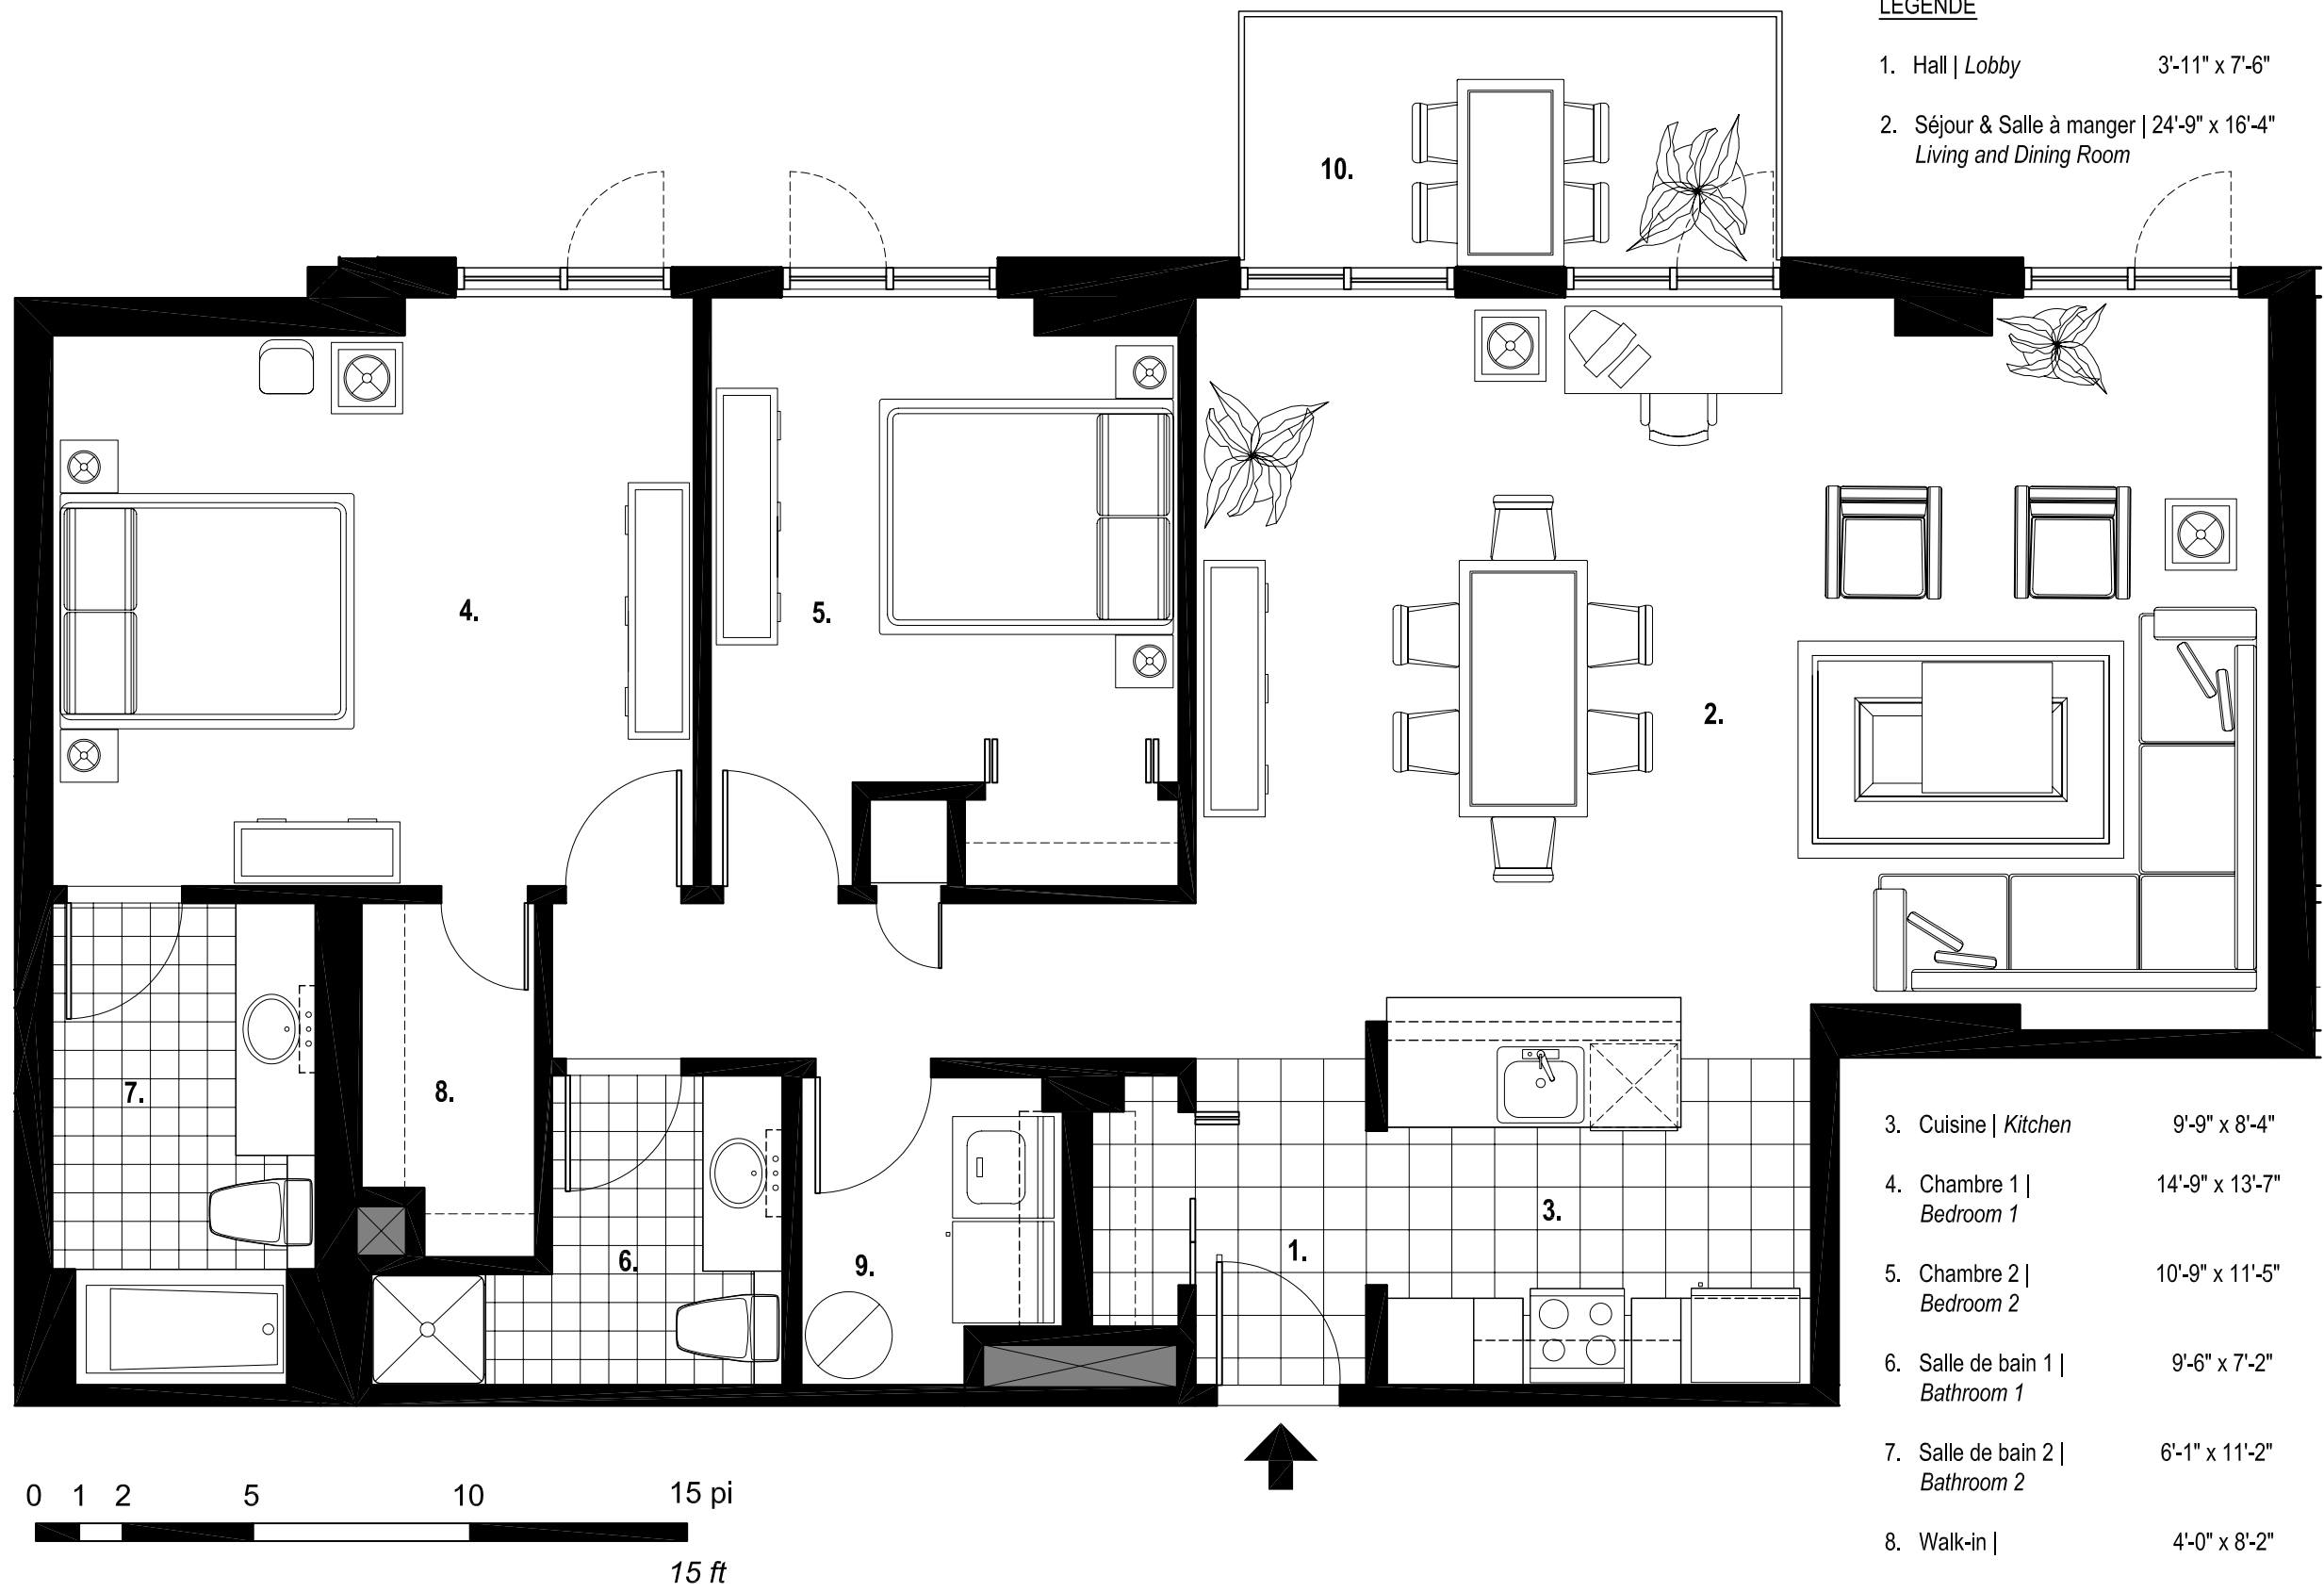 LÉGENDE
1. Hall | Lobby 3'-11" x 7'-6"
2. Séjour & Salle à manger | 24'-9" x 16'-4"
Living and Dining Room
10.
4.
5.
2.
7.
8.
6.
9.
1.
3.
3. Cuisine | Kitchen 9'-9" x 8'-4"
4. Chambre 1 | 14'-9" x 13'-7"
Bedroom 1
5. Chambre 2 | 10'-9" x 11'-5"
Bedroom 2
6. Salle de bain 1 | 9'-6" x 7'-2"
Bathroom 1
7. Salle de bain 2 | 6'-1" x 11'-2"
Bathroom 2
8. Walk-in | 4'-0" x 8'-2"
0 1 2 5 10 15 pi
15 ft